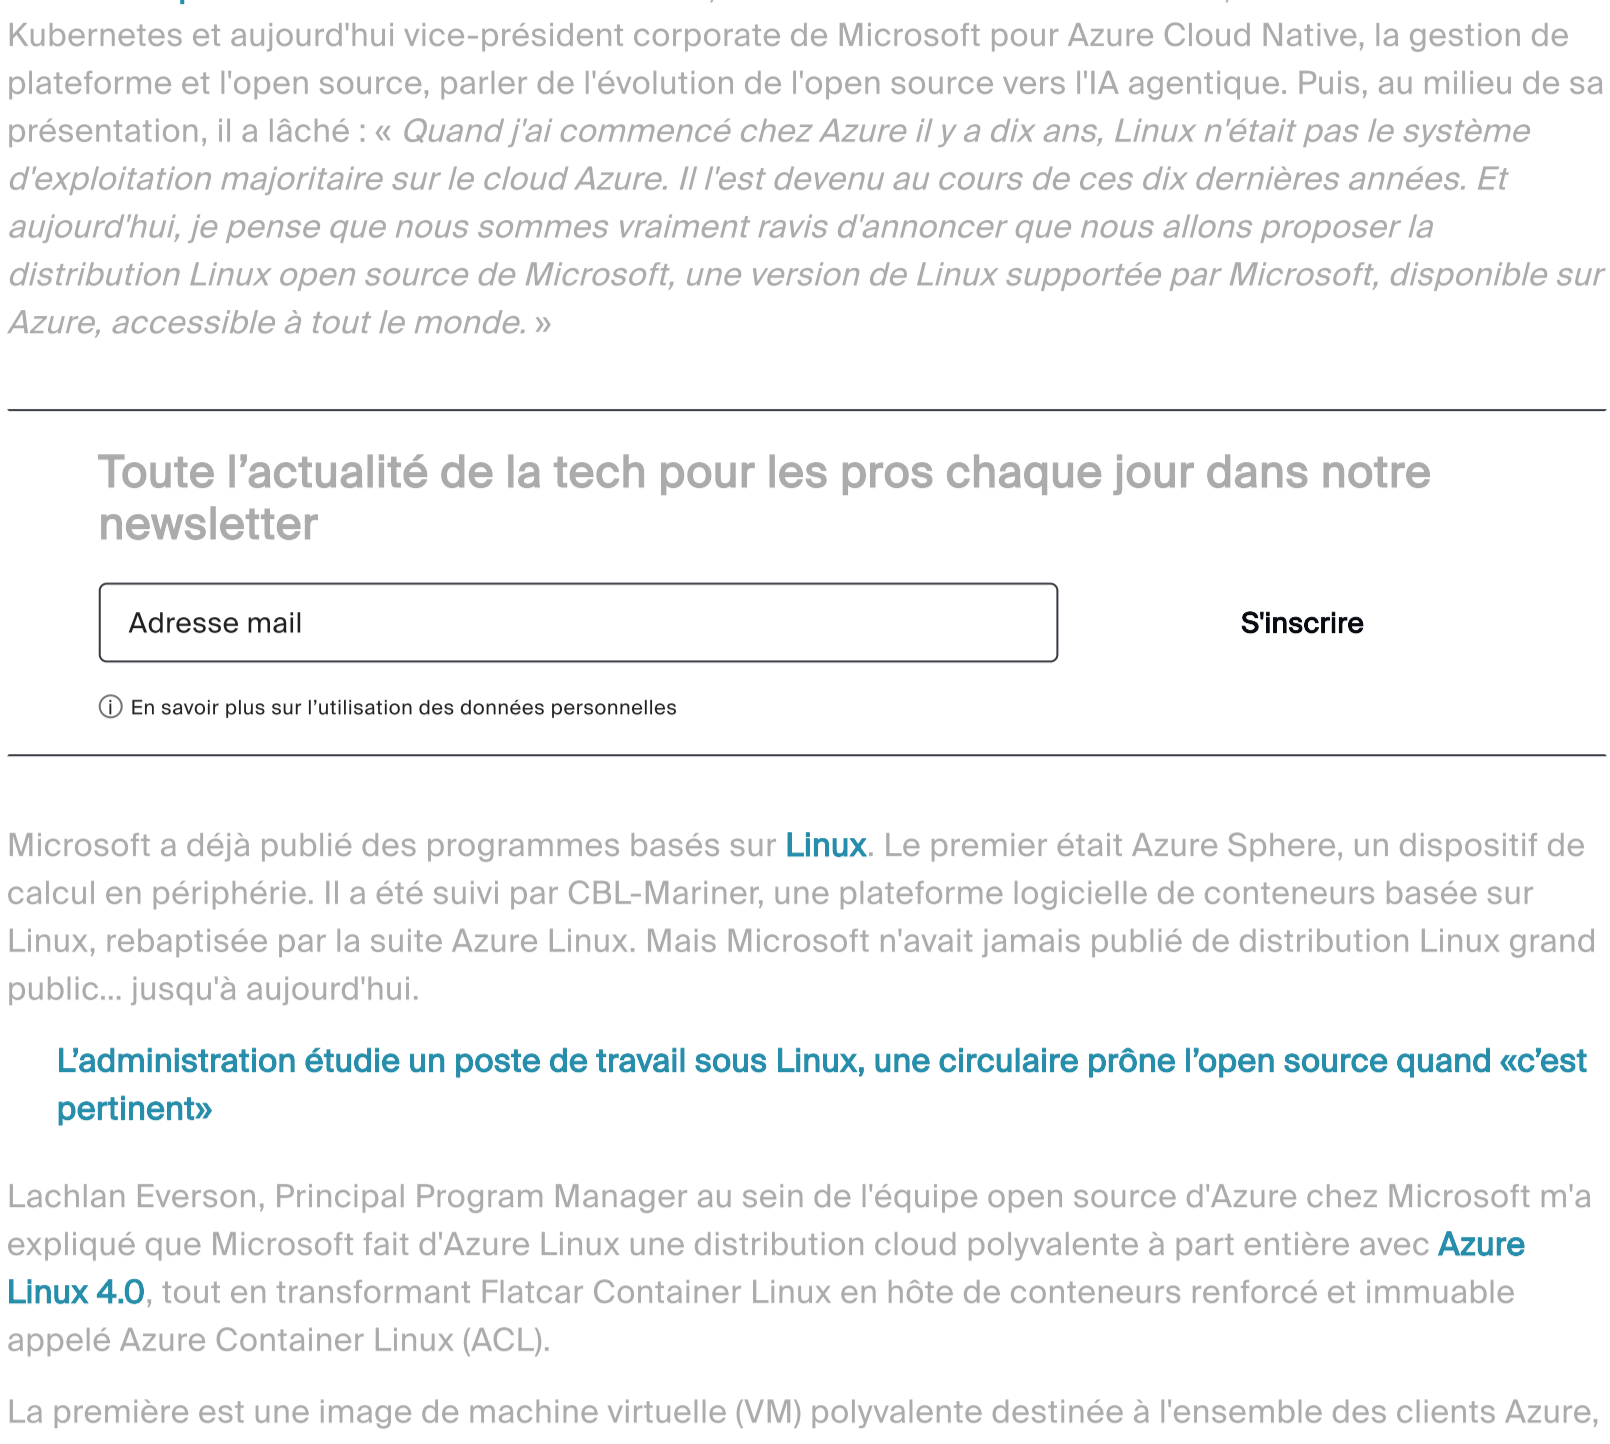 Kubernetes et aujourd'hui vice-président corporate de Microsoft pour Azure Cloud Native, la gestion de
plateforme et l'open source, parler de l'évolution de l'open source vers l'IA agentique. Puis, au milieu de sa
présentation, il a lâché : « Quand j'ai commencé chez Azure il y a dix ans, Linux n'était pas le système
d'exploitation majoritaire sur le cloud Azure. Il l'est devenu au cours de ces dix dernières années. Et
aujourd'hui, je pense que nous sommes vraiment ravis d'annoncer que nous allons proposer la
distribution Linux open source de Microsoft, une version de Linux supportée par Microsoft, disponible sur
Azure, accessible à tout le monde. »
Toute l’actualité de la tech pour les pros chaque jour dans notre
newsletter
Adresse mail
S'inscrire
En savoir plus sur l’utilisation des données personnelles
Microsoft a déjà publié des programmes basés sur Linux. Le premier était Azure Sphere, un dispositif de
calcul en périphérie. Il a été suivi par CBL-Mariner, une plateforme logicielle de conteneurs basée sur
Linux, rebaptisée par la suite Azure Linux. Mais Microsoft n'avait jamais publié de distribution Linux grand
public... jusqu'à aujourd'hui.
L’administration étudie un poste de travail sous Linux, une circulaire prône l’open source quand «c’est
pertinent»
Lachlan Everson, Principal Program Manager au sein de l'équipe open source d'Azure chez Microsoft m'a
expliqué que Microsoft fait d'Azure Linux une distribution cloud polyvalente à part entière avec Azure
Linux 4.0, tout en transformant Flatcar Container Linux en hôte de conteneurs renforcé et immuable
appelé Azure Container Linux (ACL).
La première est une image de machine virtuelle (VM) polyvalente destinée à l'ensemble des clients Azure,